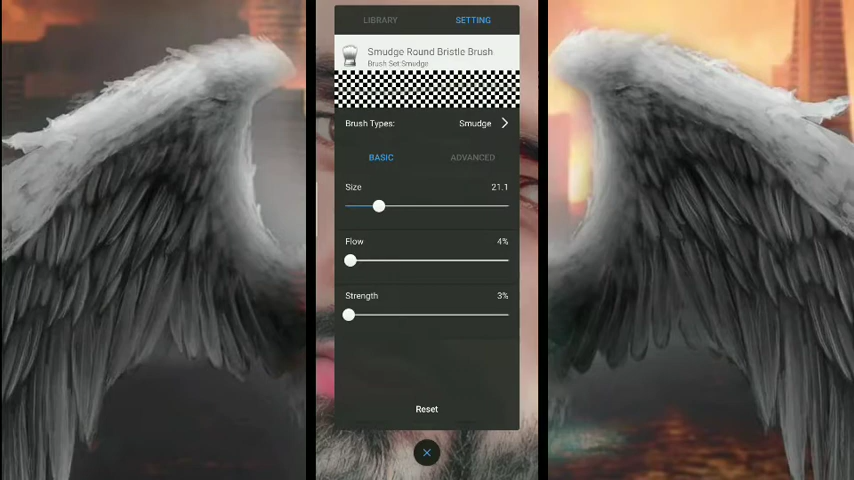 LIBRARY SETTING
Smudge Round Bristle Brush
Brush Set:Smudge
Brush Types: Smudge
BASIC ADVANCED
Size 21.1
Flow 4%
Strength 3%
Reset